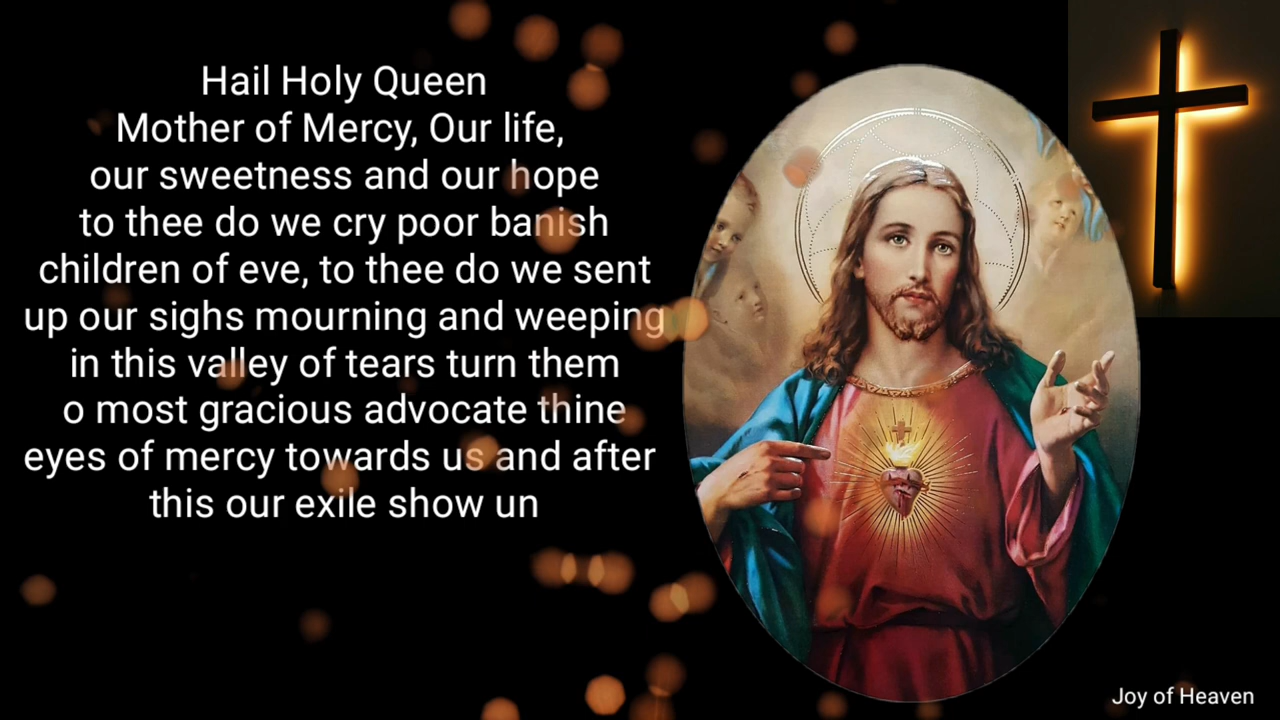 Hail Holy Queen
Mother of Mercy, Our life,
our sweetness and our hope
to thee do we cry poor banish
children of eve, to thee do we sent
up our sighs mourning and weeping
in this valley of tears turn them
o most gracious advocate thine
eyes of mercy towards us and after
this our exile show un
Joy of Heaven